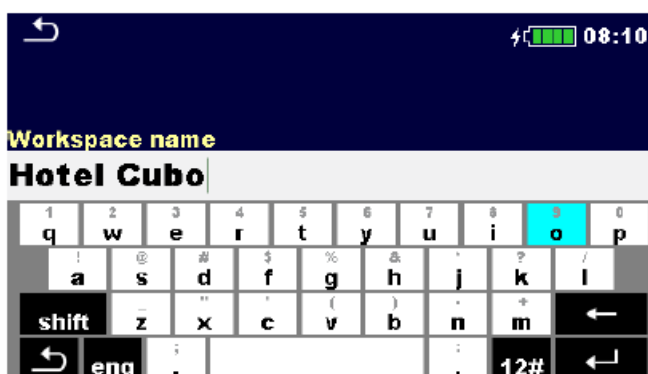 08:10
Workspace name
Hotel Cubo
1 2 3 4 5 6 7 8 9 0
q w e r t y u i o p
! @ # $ % & ? /
a s d f g h j k l
_ " ' ( ) +
shift z x c v b n m
eng 12#